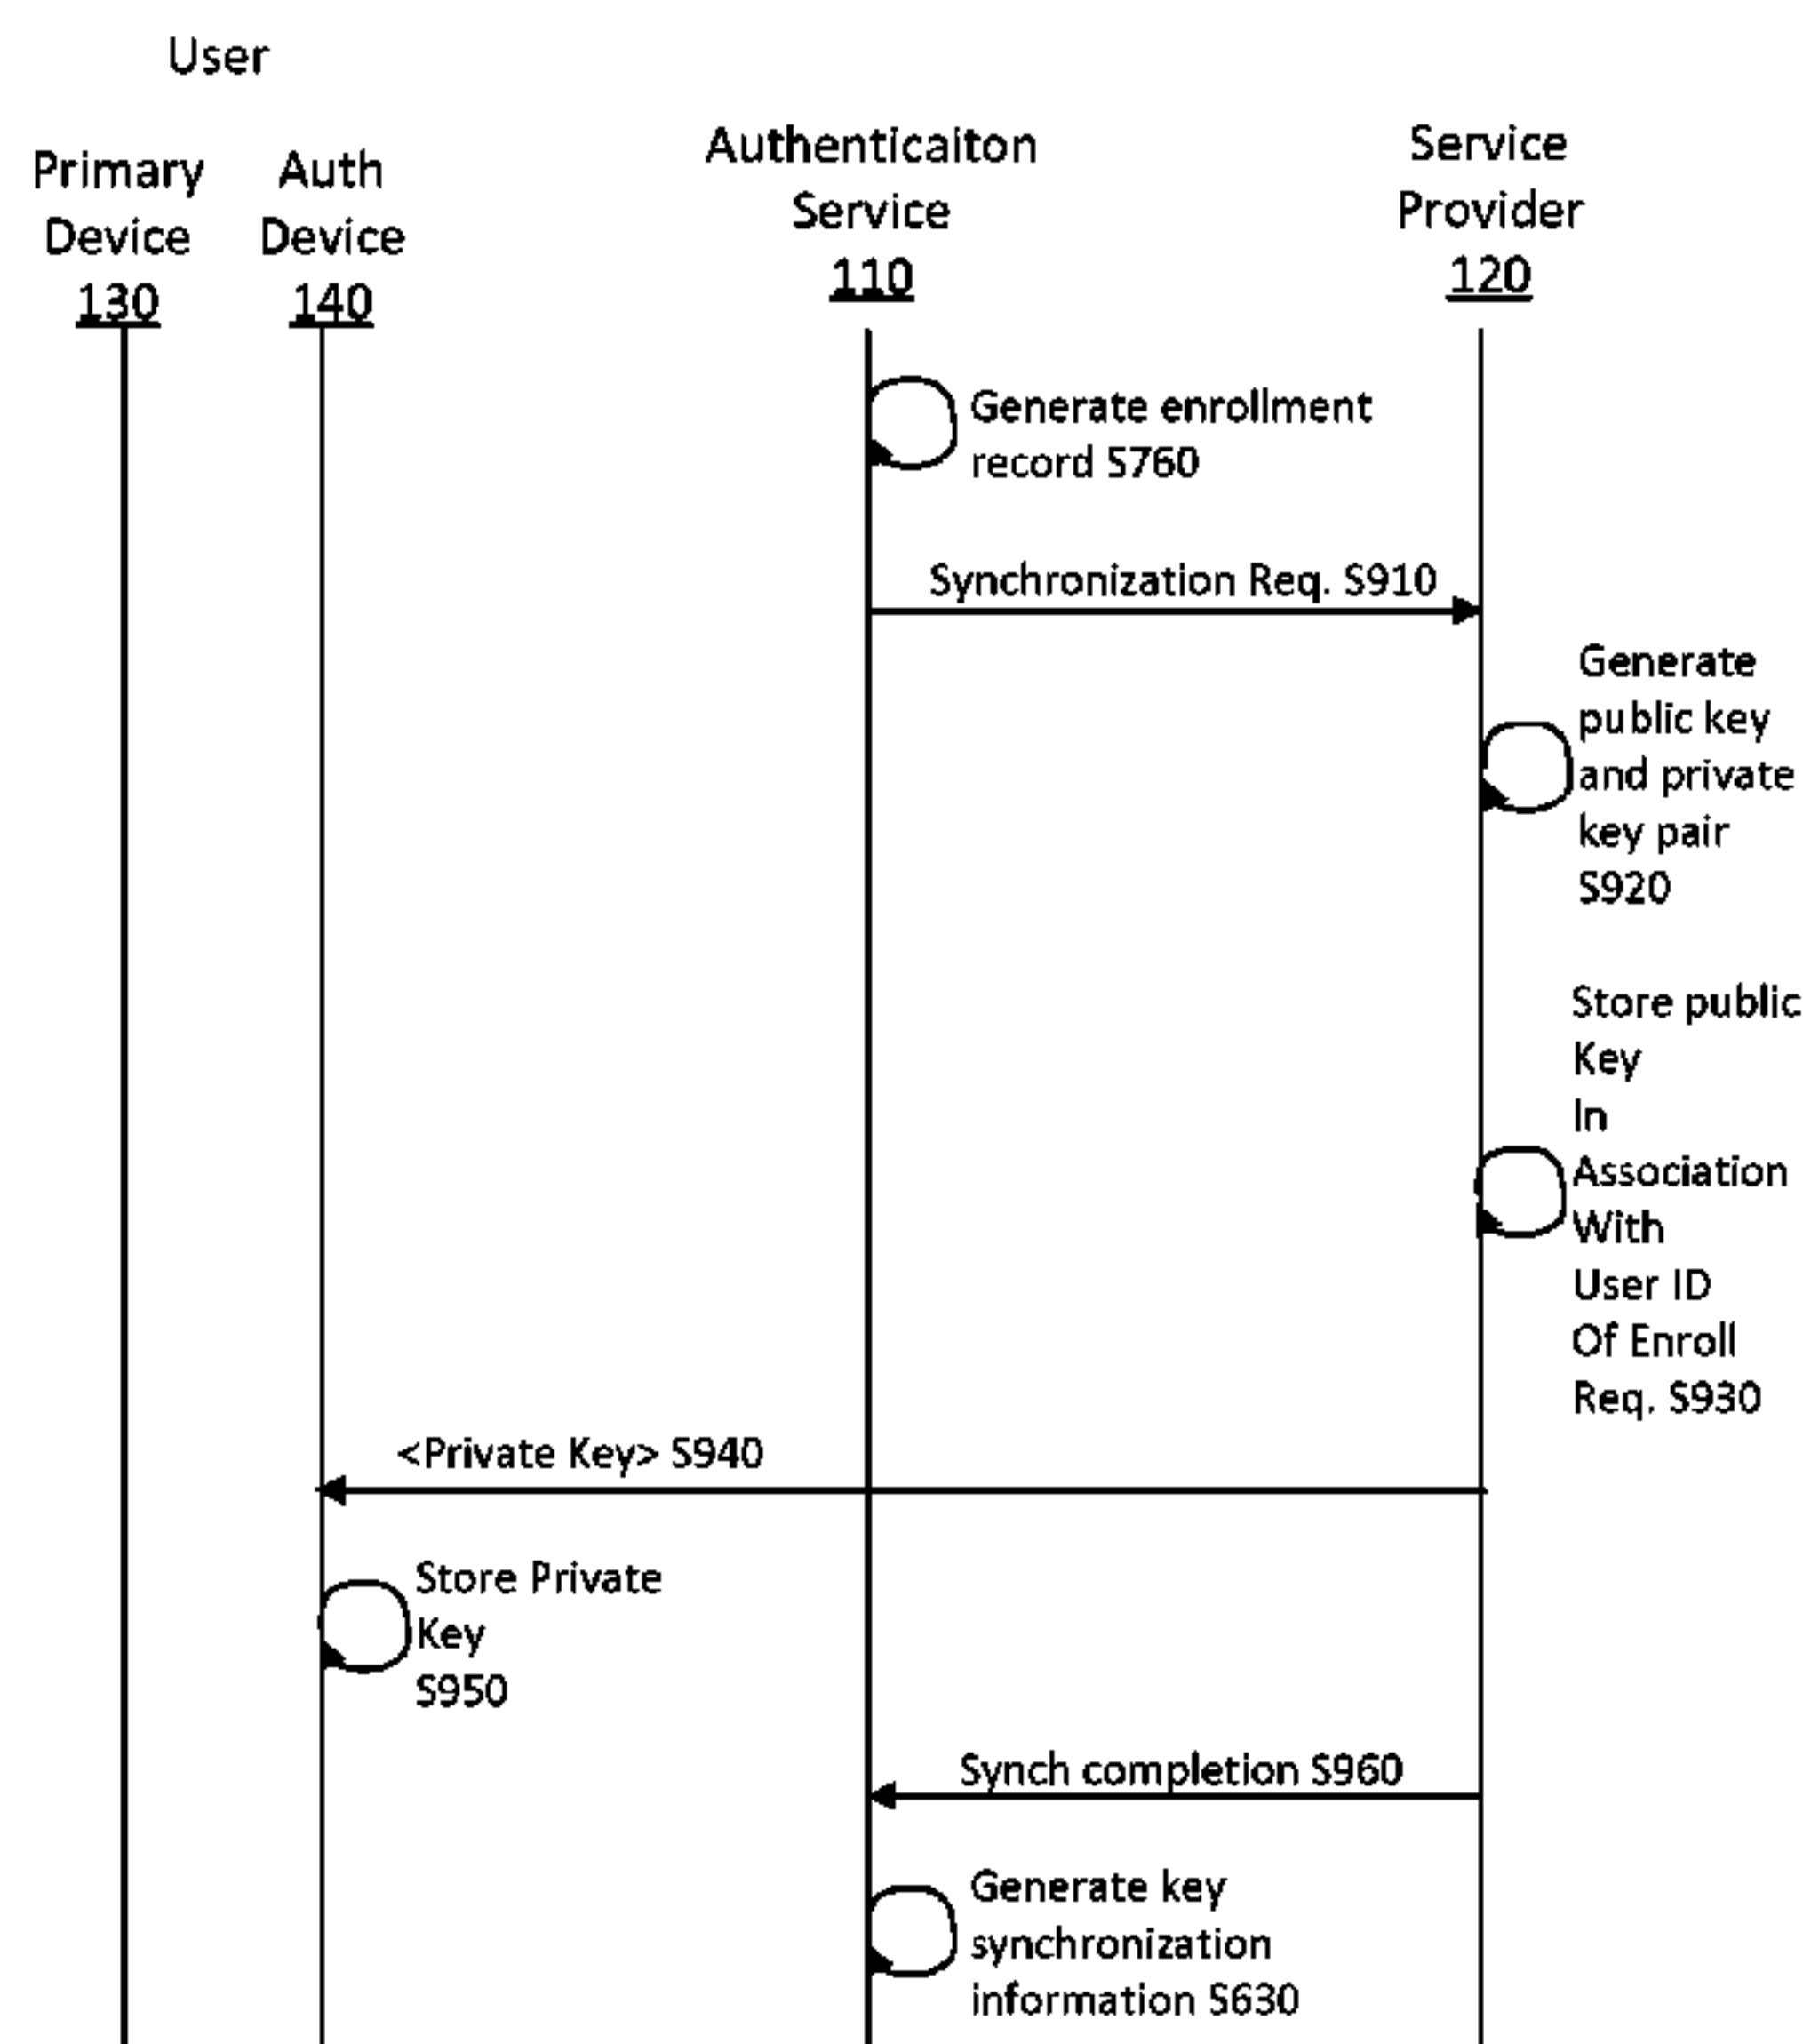 User
Primary
Device
130
Auth
Device
140
Authenticaiton
Service
110
Service
Provider
120
Generate enrollment
record S760
Synchronization Req. S910
Generate
public key
and private
key pair
S920
Store public
Key
In
Association
With
User ID
Of Enroll
Req. S930
<Private Key> S940
Store Private
Key
S950
Synch completion S960
Generate key
synchronization
information S630